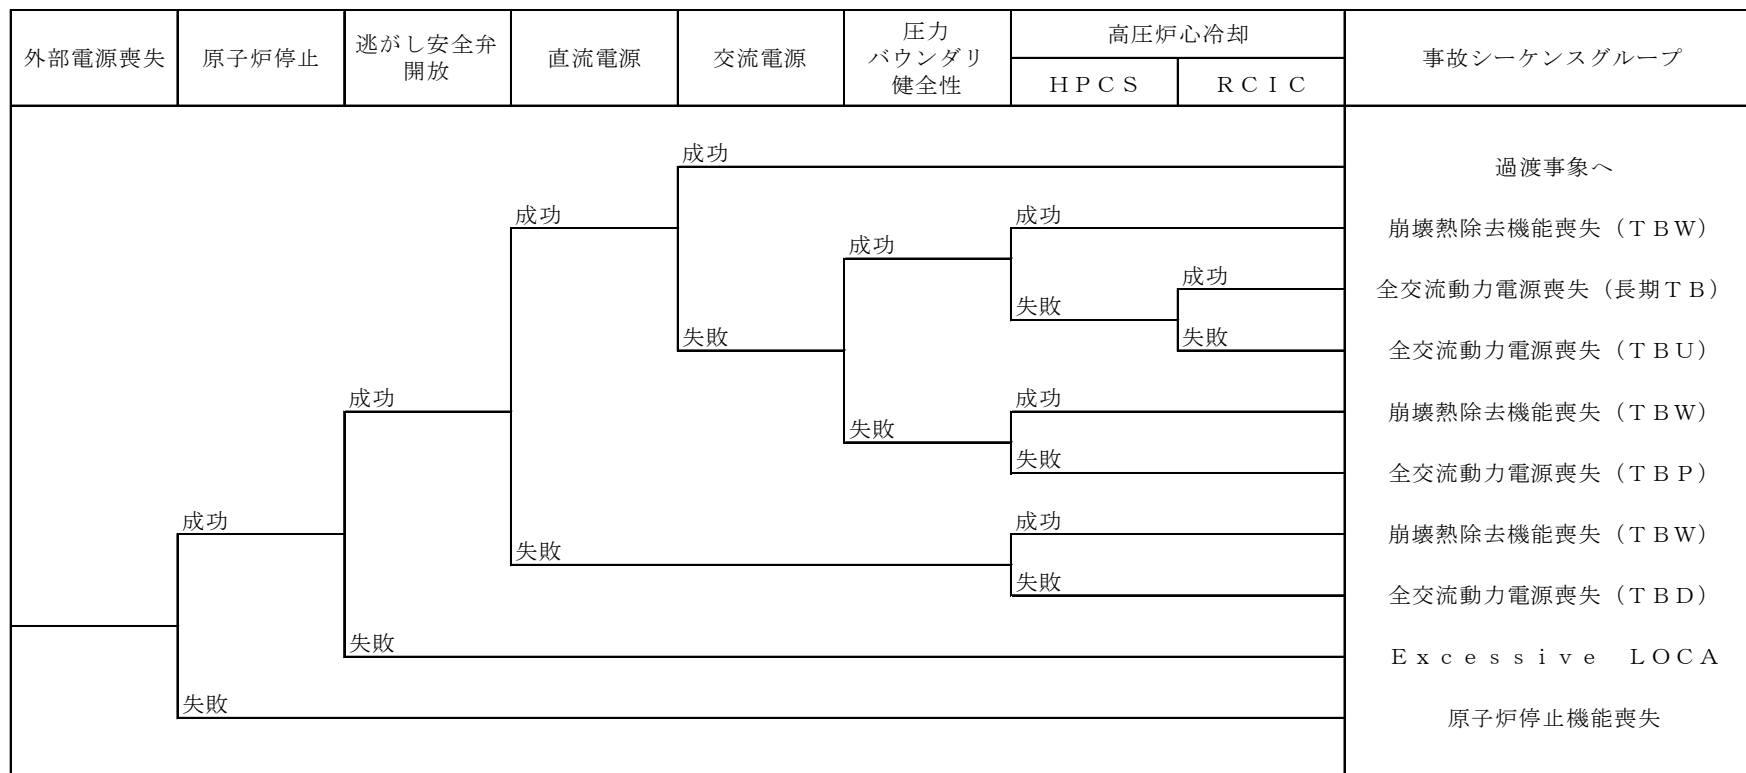 外部電源喪失
原子炉停止
逃がし安全弁
開放
直流電源
交流電源
圧力
バウンダリ
健全性
高圧炉心冷却
ＨＰＣＳ
ＲＣＩＣ
事故シーケンスグループ
成功
過渡事象へ
成功
成功
崩壊熱除去機能喪失（ＴＢＷ）
成功
成功
全交流動力電源喪失（長期ＴＢ）
失敗
失敗
失敗
全交流動力電源喪失（ＴＢＵ）
成功
成功
崩壊熱除去機能喪失（ＴＢＷ）
失敗
失敗
全交流動力電源喪失（ＴＢＰ）
成功
成功
崩壊熱除去機能喪失（ＴＢＷ）
失敗
失敗
全交流動力電源喪失（ＴＢＤ）
失敗
Ｅｘｃｅｓｓｉｖｅ　ＬＯＣＡ
失敗
原子炉停止機能喪失